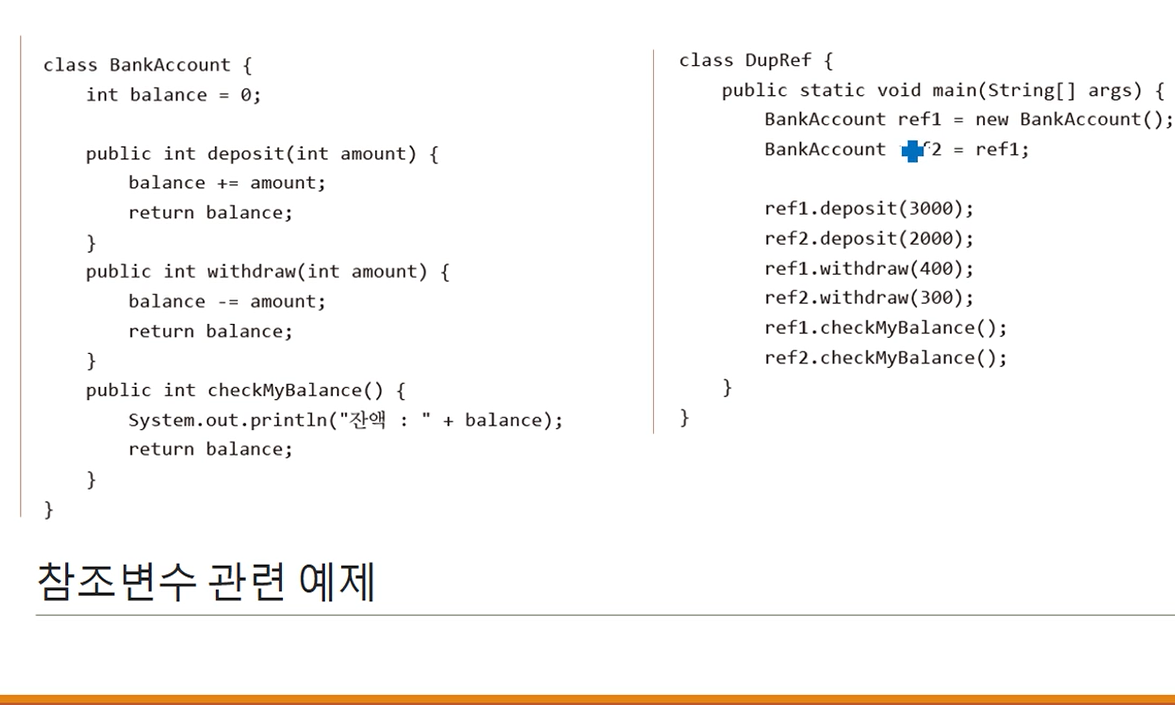 class BankAccount {
int balance = 0;
public int deposit(int amount) {
balance += amount;
return balance;
}
public int withdraw(int amount) {
balance -= amount;
return balance;
}
public int checkMyBalance() {
System.out.println("잔액 : " + balance);
return balance;
}
}
class DupRef {
public static void main(String[] args) {
BankAccount ref1 = new BankAccount();
BankAccount 2 = ref1;
ref1.deposit(3000);
ref2.deposit(2000);
ref1.withdraw(400);
ref2.withdraw(300);
ref1.checkMyBalance();
ref2.checkMyBalance();
}
}
참조변수 관련 예제